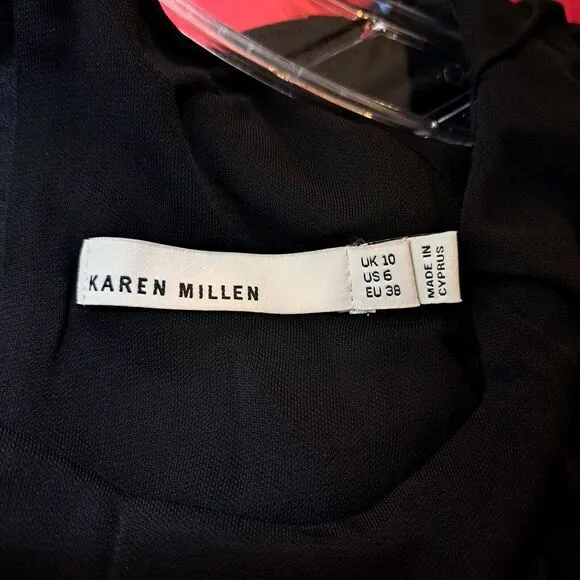 KAREN MILLEN
UK 10
US 6
EU 38
MADE IN
CYPRUS